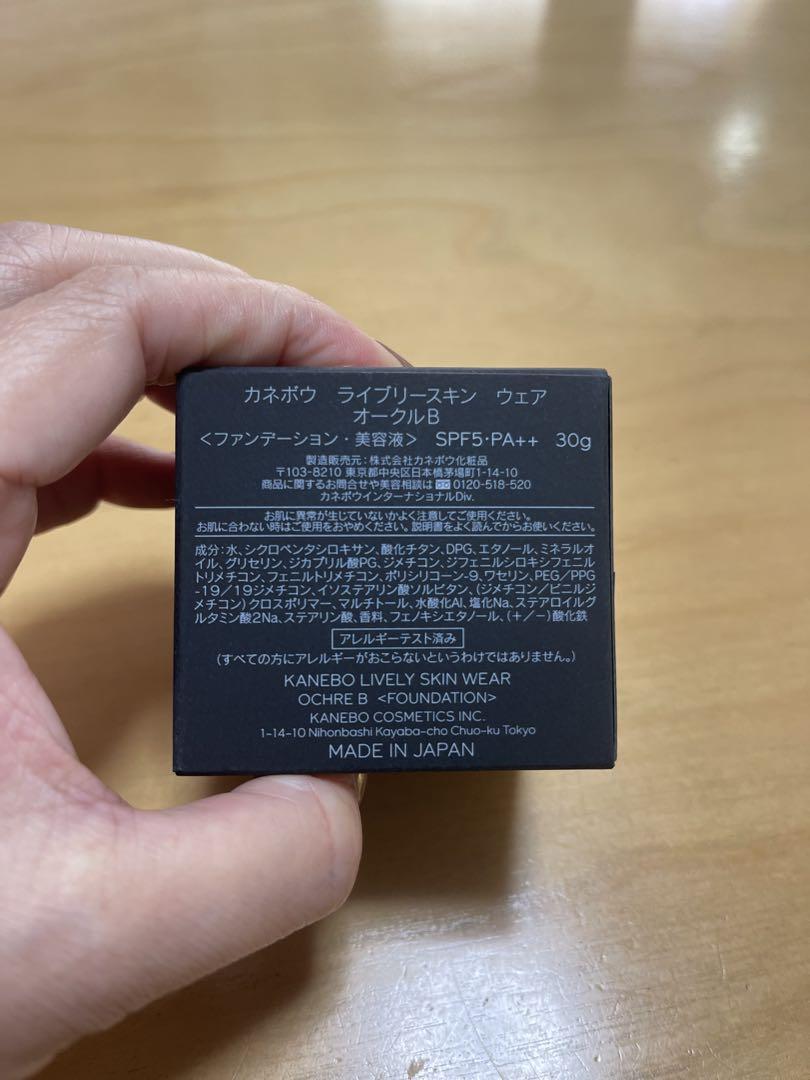 カネボウ ライブリースキン ウェア
オークルB
<ファンデーション・美容液> SPF5・PA++ 30g
製造販売元:株式会社カネボウ化粧品
〒103-8210 東京都中央区日本橋茅場町1-14-10
商品に関するお問合せや美容相談は 0120-518-520
カネボウインターナショナルDiv.
お肌に異常が生じていないかよく注意してご使用ください。
お肌に合わない時はご使用をおやめください。説明書をよく読んでからお使いください。
成分:水、シクロペンタシロキサン、酸化チタン、DPG、エタノール、ミネラルオ
イル、グリセリン、ジカプリル酸PG、ジメチコン、ジフェニルシロキシフェニル
トリメチコン、フェニルトリメチコン、ポリシリコーン-9、ワセリン、PEG/PPG
-19/19ジメチコン、イソステアリン酸ソルビタン、(ジメチコン/ビニルジ
メチコン)クロスポリマー、マルチトール、水酸化Al、塩化Na、ステアロイルグ
ルタミン酸2Na、ステアリン酸、香料、フェノキシエタノール、(+/-)酸化鉄
アレルギーテスト済み
(すべての方にアレルギーがおこらないというわけではありません。)
KANEBO LIVELY SKIN WEAR
OCHRE B <FOUNDATION>
KANEBO COSMETICS INC.
1-14-10 Nihonbashi Kayaba-cho Chuo-ku Tokyo
MADE IN JAPAN